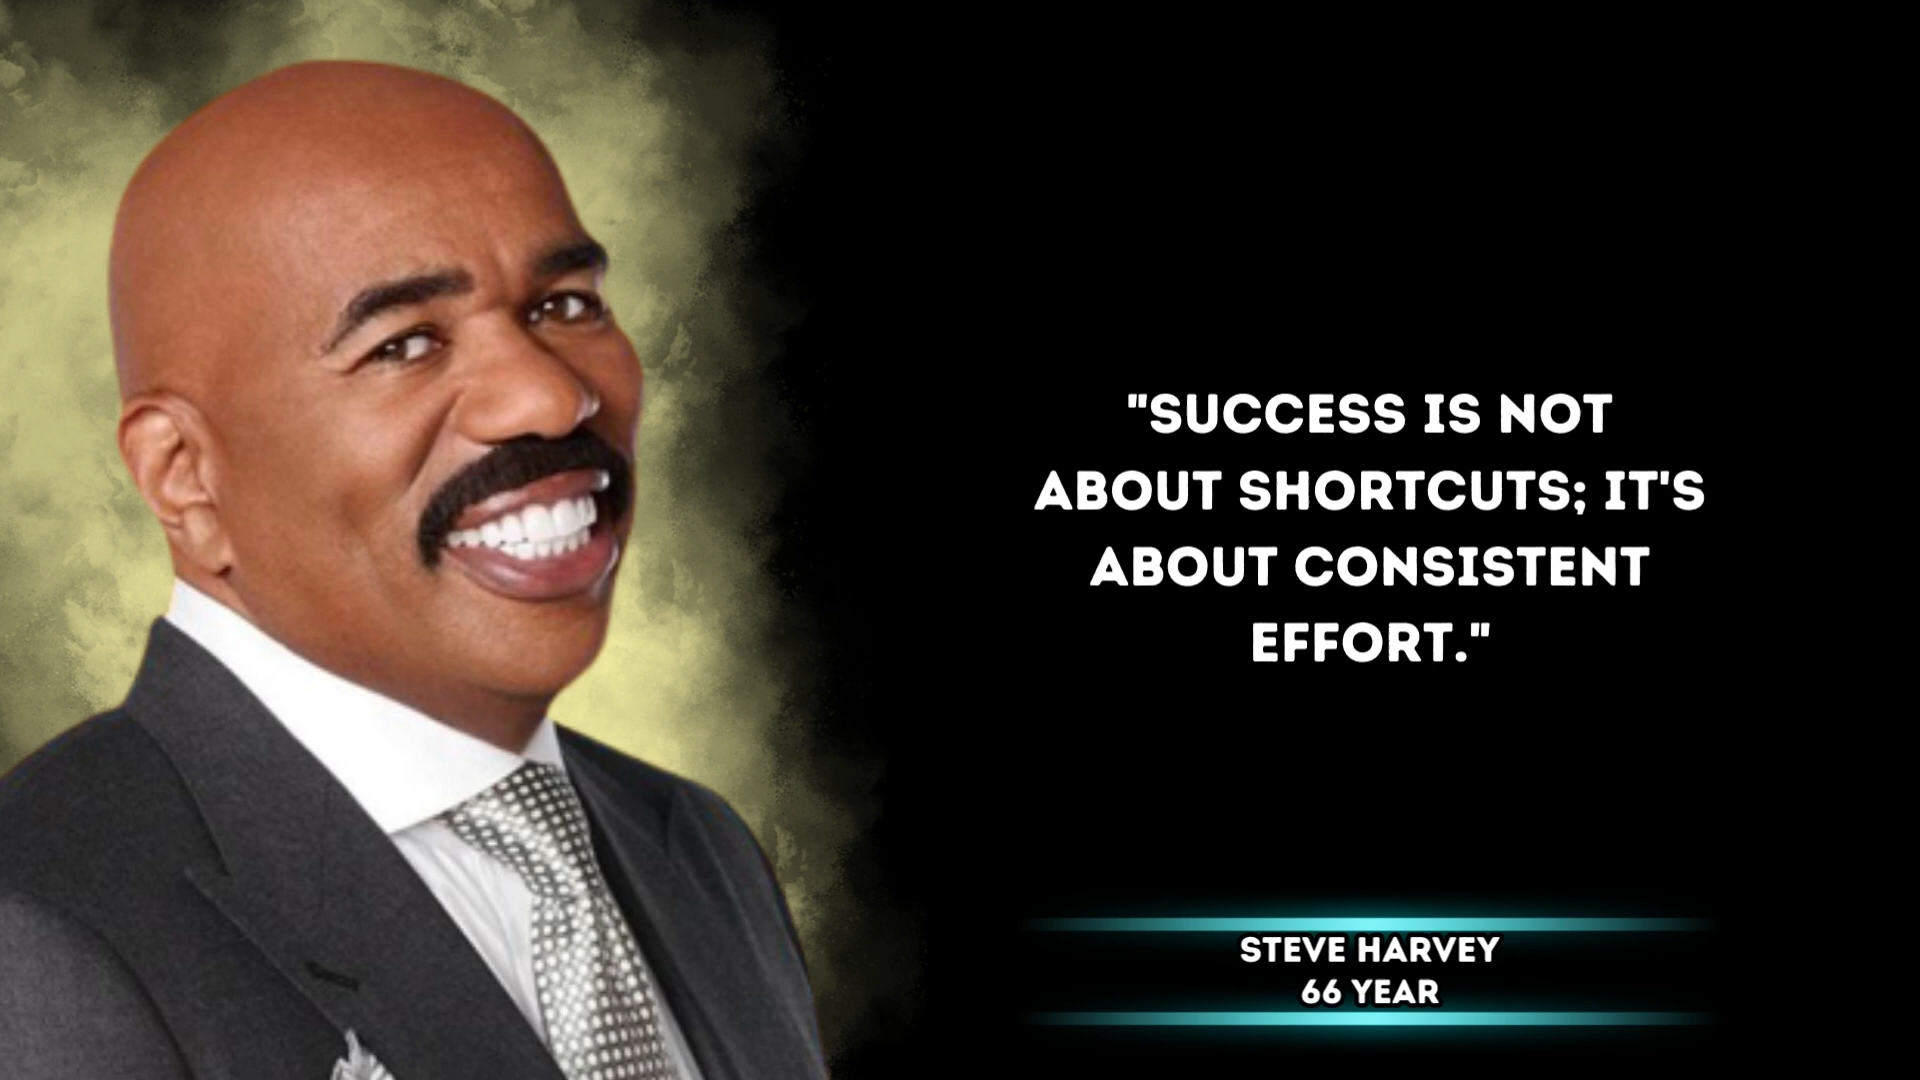 "SUCCESS IS NOT
ABOUT SHORTCUTS; IT'S
ABOUT CONSISTENT
EFFORT."
STEVE HARVEY
66 YEAR